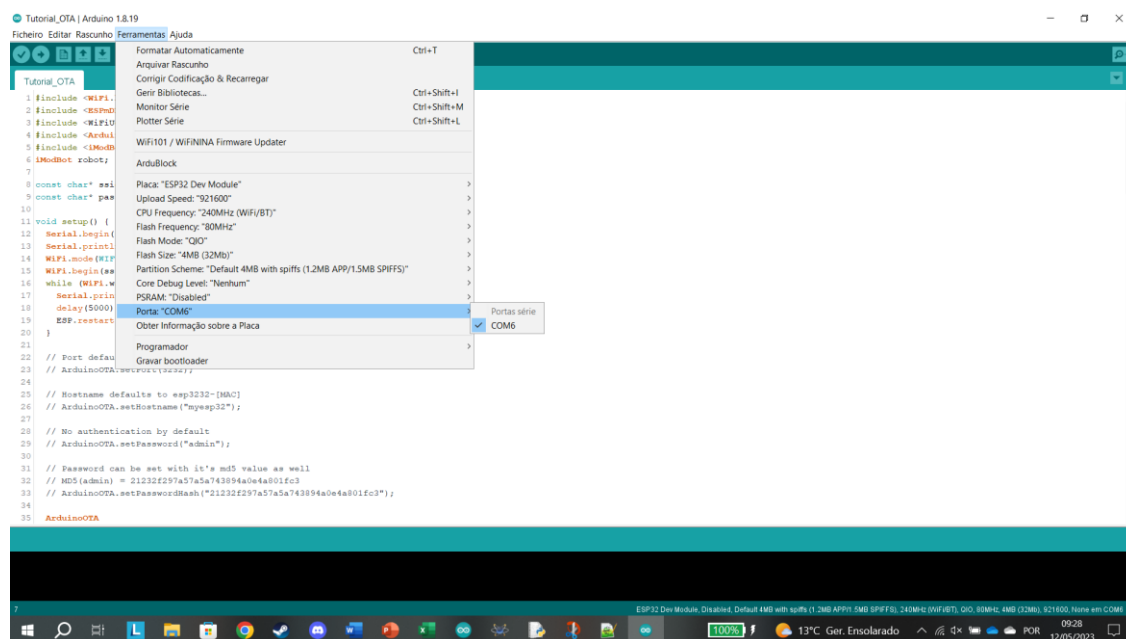 Tutorial_OTA | Arduino 1.8.19
Ficheiro Editar Rascunho Ferramentas Ajuda
Tutorial_OTA
Formatar Automaticamente Ctrl+T
Arquivar Rascunho
Corrigir Codificação & Recarregar
Gerir Bibliotecas... Ctrl+Shift+I
Monitor Série Ctrl+Shift+M
Plotter Série Ctrl+Shift+L
WiFi101 / WiFiNINA Firmware Updater
ArduBlock
Placa: "ESP32 Dev Module"
Upload Speed: "921600"
CPU Frequency: "240MHz (WiFi/BT)"
Flash Frequency: "80MHz"
Flash Mode: "QIO"
Flash Size: "4MB (32Mb)"
Partition Scheme: "Default 4MB with spiffs (1.2MB APP/1.5MB SPIFFS)"
Core Debug Level: "Nenhum"
PSRAM: "Disabled"
Porta: "COM6"
Obter Informação sobre a Placa
Programador
Gravar bootloader
Portas série
COM6
1 #include <WiFi.
2 #include <ESPmD
3 #include <WiFiU
4 #include <Ardui
5 #include <iModB
6 iModBot robot;
7
8 const char* ssi
9 const char* pas
10
11 void setup() {
12 Serial.begin(
13 Serial.printl
14 WiFi.mode(WIF
15 WiFi.begin(ss
16 while (WiFi.w
17 Serial.prin
18 delay(5000)
19 ESP.restart
20 }
21
22 // Port defau
23 // ArduinoOTA.setPort(3232);
24
25 // Hostname defaults to esp3232-[MAC]
26 // ArduinoOTA.setHostname("myesp32");
27
28 // No authentication by default
29 // ArduinoOTA.setPassword("admin");
30
31 // Password can be set with it's md5 value as well
32 // MD5(admin) = 21232f297a57a5a743894a0e4a801fc3
33 // ArduinoOTA.setPasswordHash("21232f297a57a5a743894a0e4a801fc3");
34
35 ArduinoOTA
7
ESP32 Dev Module, Disabled, Default 4MB with spiffs (1.2MB APP/1.5MB SPIFFS), 240MHz (WiFi/BT), QIO, 80MHz, 4MB (32Mb), 921600, None em COM6
100% 13°C Ger. Ensolarado POR 09:28
12/05/2023